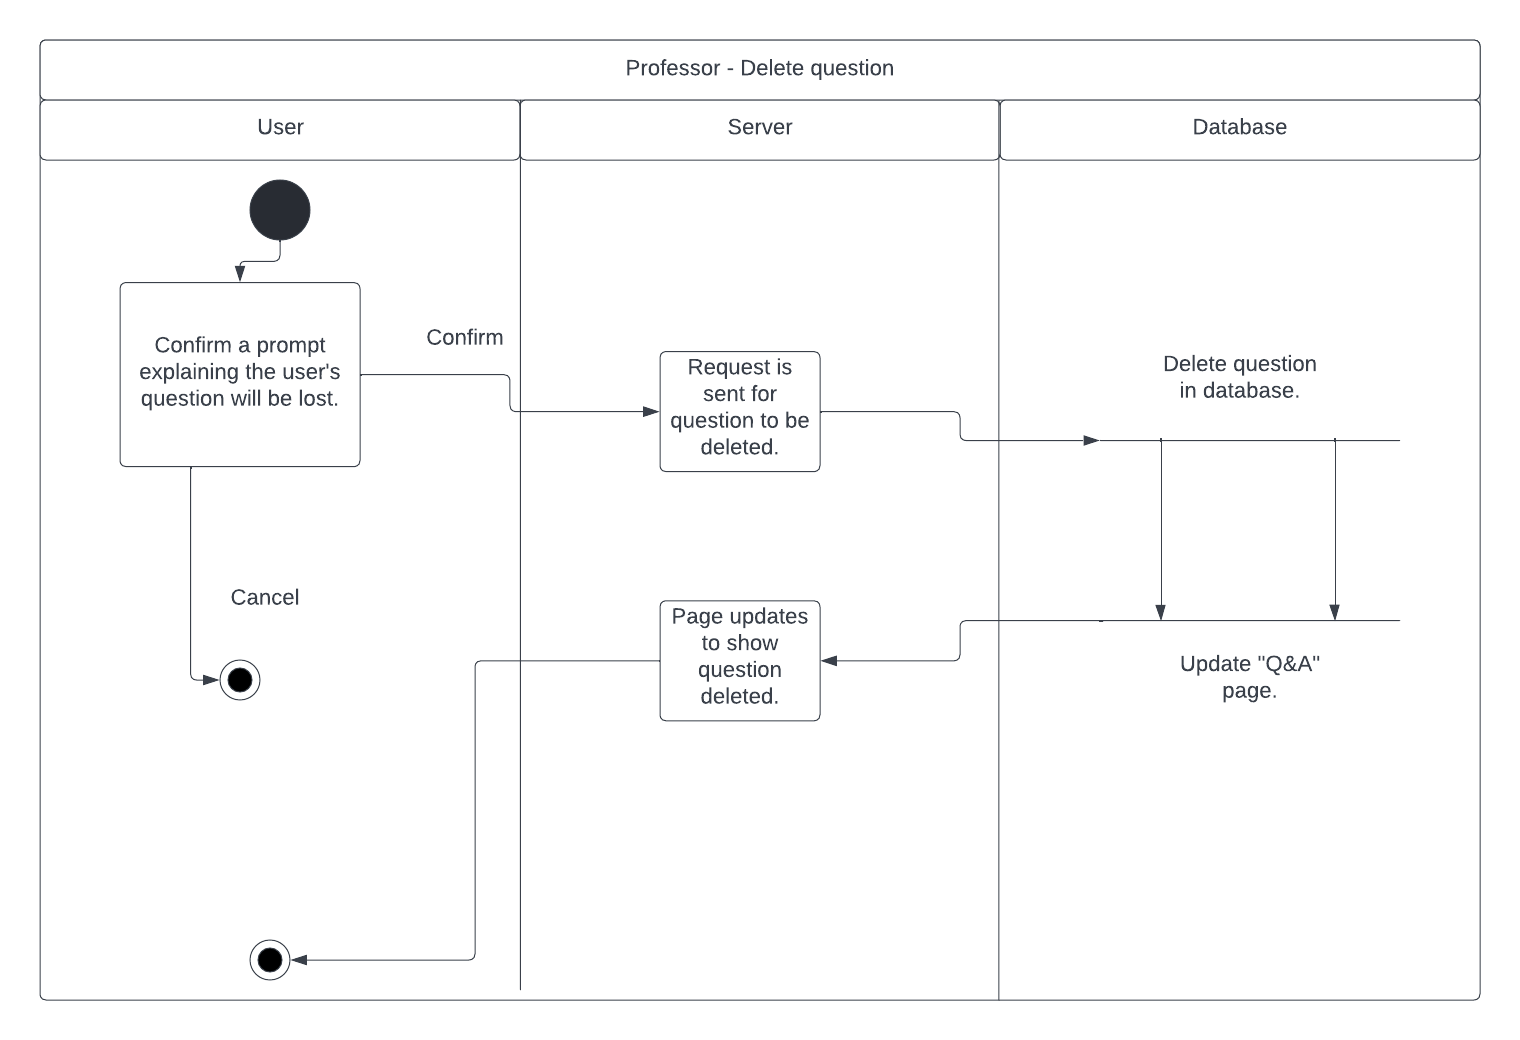 Professor - Delete question
User
Server
Database
Confirm a prompt
explaining the user's
question will be lost.
Confirm
Request is
sent for
question to be
deleted.
Delete question
in database.
Cancel
Page updates
to show
question
deleted.
Update "Q&A"
page.